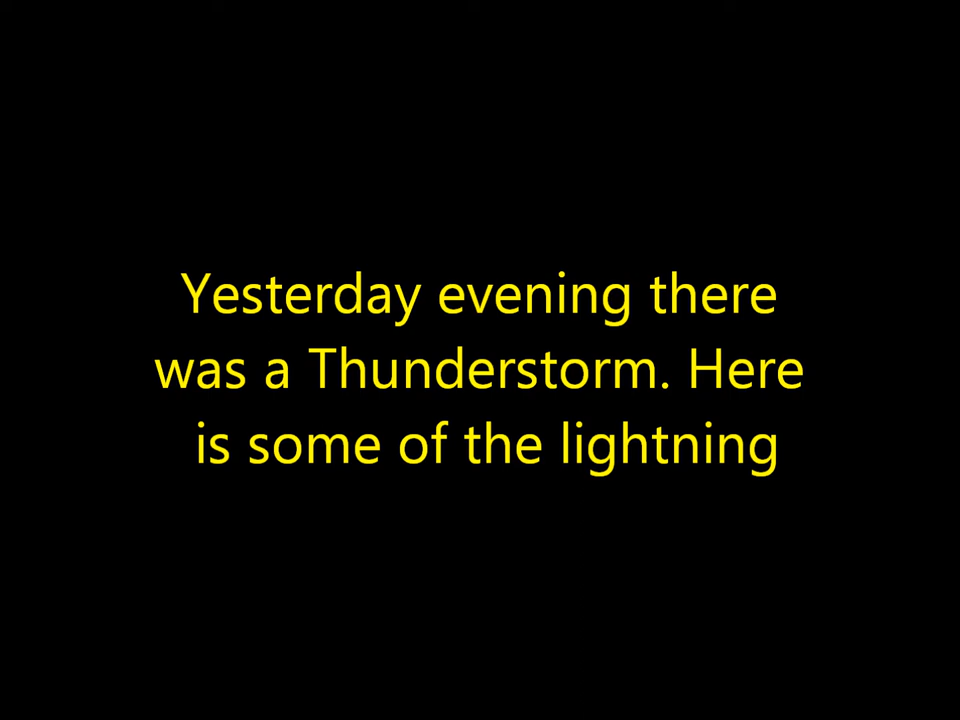 Yesterday evening there
was a Thunderstorm. Here
is some of the lightning